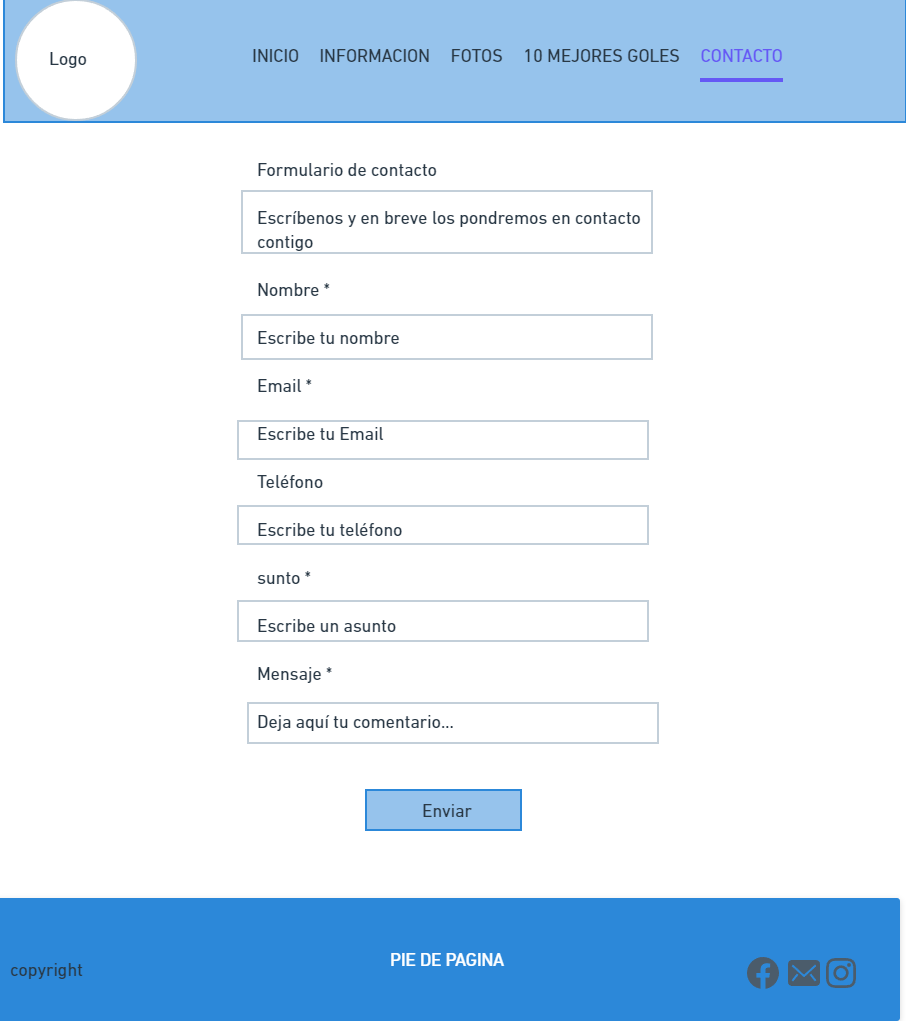 Logo
INICIO INFORMACION FOTOS 10 MEJORES GOLES CONTACTO
Formulario de contacto
Escríbenos y en breve los pondremos en contacto
contigo
Nombre *
Escribe tu nombre
Email *
Escribe tu Email
Teléfono
Escribe tu teléfono
sunto *
Escribe un asunto
Mensaje *
Deja aquí tu comentario...
Enviar
PIE DE PAGINA
copyright